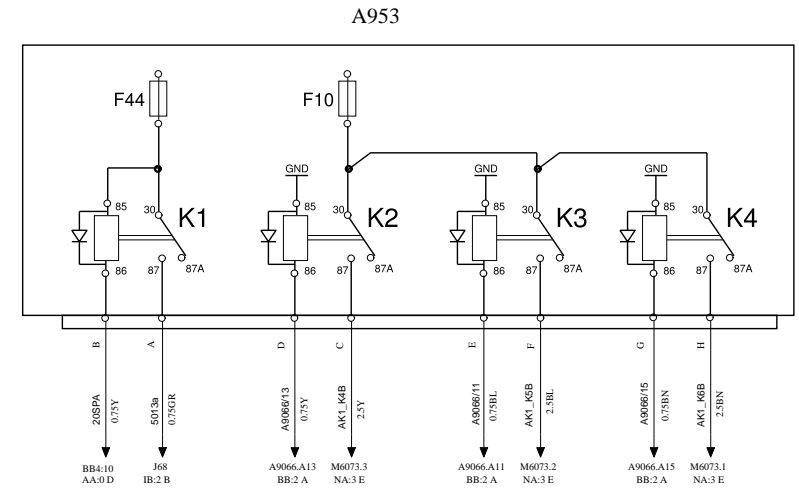 A953
F44
F10
GND
GND
GND
85
30
K1
85
30
K2
85
30
K3
85
30
K4
86
87
87A
86
87
87A
86
87
87A
86
87
87A
B
A
D
C
E
F
G
H
20SPA
0.75Y
5013a
0.75GR
A9066/13
0.75Y
AK1_K4B
2.5Y
A9066/11
0.75BL
AK1_K5B
2.5BL
A9066/15
0.75BN
AK1_K6B
2.5BN
BB4:10
AA:0 D
J68
IB:2 B
A9066.A13
BB:2 A
M6073.3
NA:3 E
A9066.A11
BB:2 A
M6073.2
NA:3 E
A9066.A15
BB:2 A
M6073.1
NA:3 E